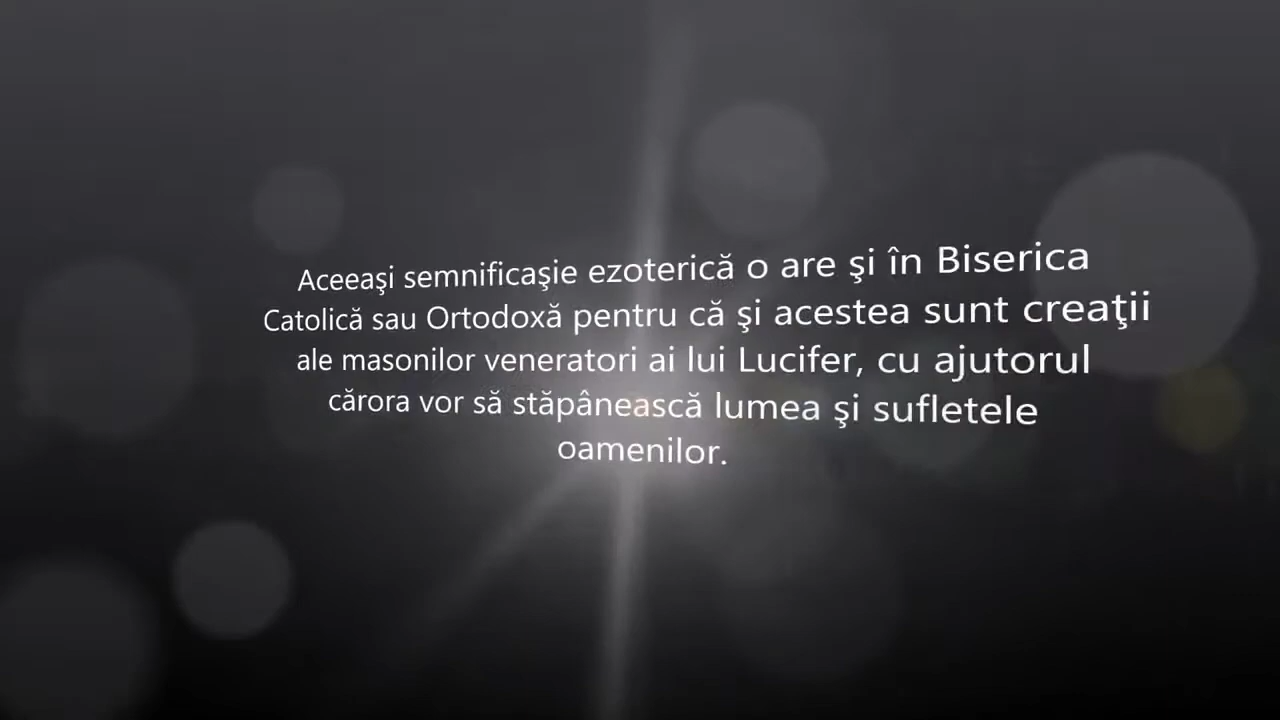 Aceeaşi semnificaşie ezoterică o are şi în Biserica
Catolică sau Ortodoxă pentru că şi acestea sunt creaţii
ale masonilor veneratori ai lui Lucifer, cu ajutorul
cărora vor să stăpânească lumea şi sufletele
oamenilor.